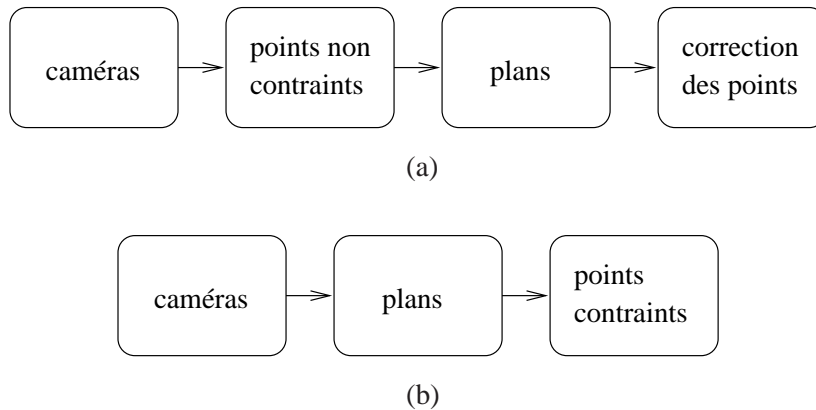 caméras
points non
contraints
plans
correction
des points
(a)
caméras
plans
points
contraints
(b)